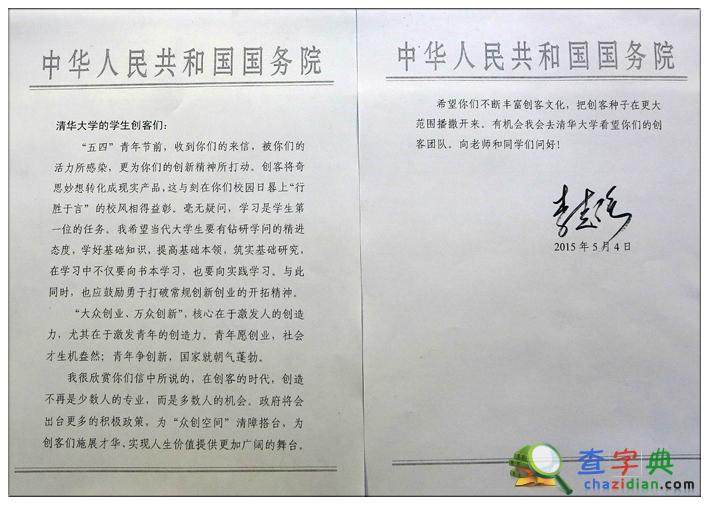 中华人民共和国国务院
清华大学的学生创客们：
“五四”青年节前，收到你们的来信，被你们的
活力所感染，更为你们的创新精神所打动。创客将奇
思妙想转化成现实产品，这与刻在你们校园日晷上“行
胜于言”的校风相得益彰。毫无疑问，学习是学生第
一位的任务。我希望当代大学生要有钻研学问的精进
态度，学好基础知识，提高基本本领，筑实基础研究，
在学习中不仅要向书本学习，也要向实践学习。与此
同时，也应鼓励勇于打破常规创新创业的开拓精神。
“大众创业、万众创新”，核心在于激发人的创造
力，尤其在于激发青年的创造力。青年愿创业，社会
才生机盎然；青年争创新，国家就朝气蓬勃。
我很欣赏你们信中所说的，在创客的时代，创造
不再是少数人的专业，而是多数人的机会。政府将会
出台更多的积极政策，为“众创空间”清障搭台，为
创客们施展才华、实现人生价值提供更加广阔的舞台。
中华人民共和国国务院
希望你们不断丰富创客文化，把创客种子在更大
范围播撒开来。有机会我会去清华大学看望你们的创
客团队。向老师和同学们问好！
李克强
2015 年 5 月 4 日
查字典
chazidian.com